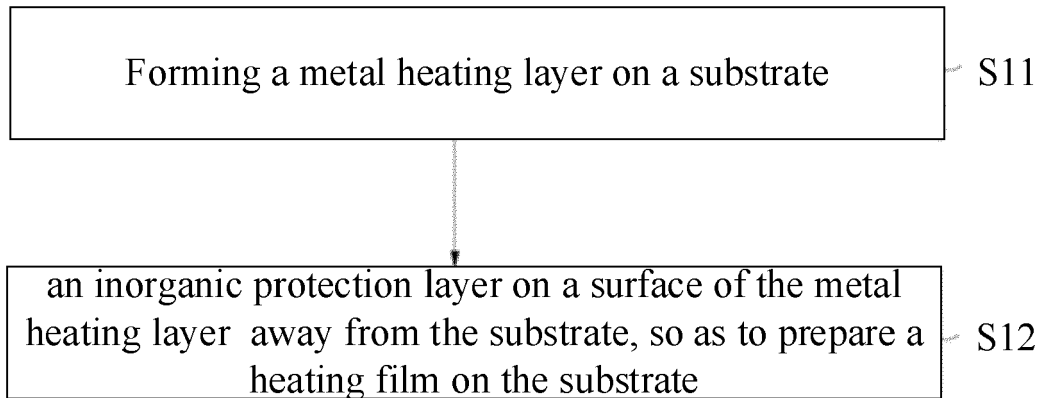 Forming a metal heating layer on a substrate
S11
an inorganic protection layer on a surface of the metal
heating layer away from the substrate, so as to prepare a
heating film on the substrate
S12